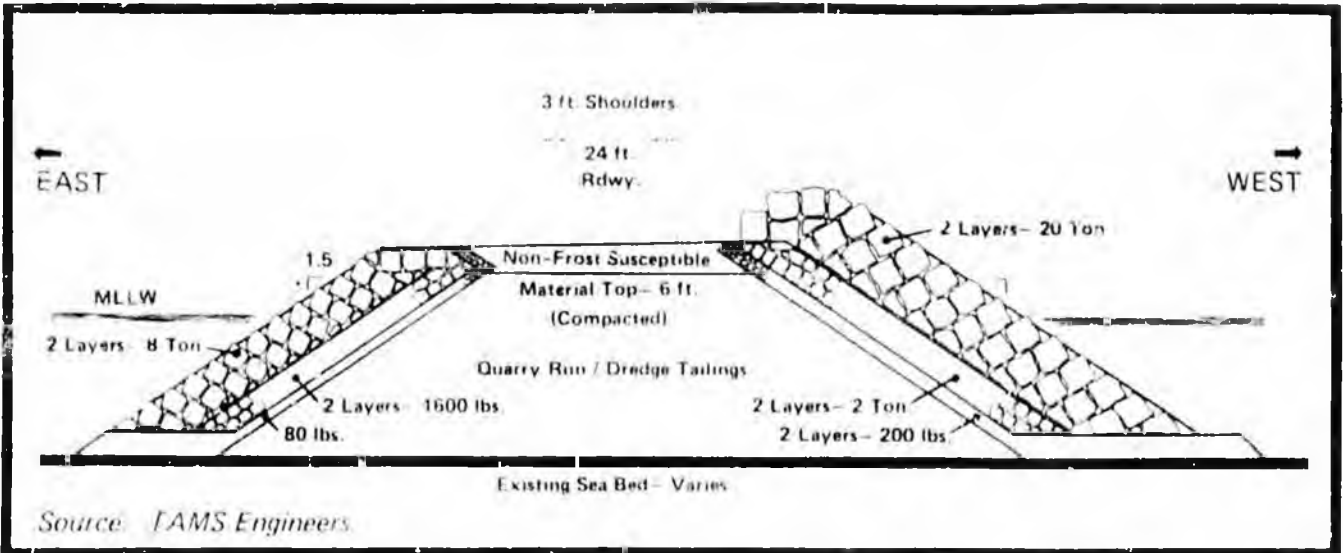 3 ft. Shoulders
24 ft.
Rdwy.
EAST
WEST
2 Layers– 20 Ton
1.5
Non-Frost Susceptible
Material Top– 6 ft.
(Compacted)
MLLW
2 Layers– 8 Ton
Quarry Run / Dredge Tailings
2 Layers– 1600 lbs.
80 lbs.
2 Layers– 2 Ton
2 Layers– 200 lbs.
Existing Sea Bed– Varies
Source: TAMS Engineers